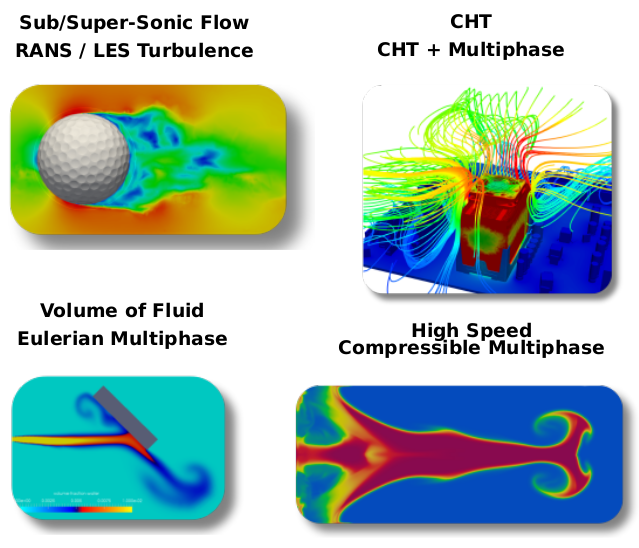 Sub/Super-Sonic Flow
RANS / LES Turbulence
CHT
CHT + Multiphase
Volume of Fluid
Eulerian Multiphase
High Speed
Compressible Multiphase